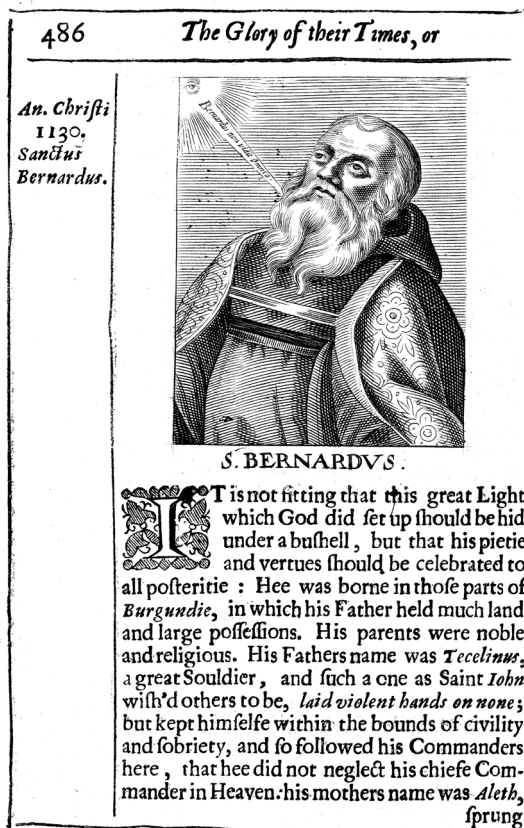 486
The Glory of their Times, or
An. Chriſti
1130.
Sanctus
Bernardus.
Bernardus non vidit omnia
S. BERNARDVS.
IT is not fitting that this great Light
which God did ſet up ſhould be hid
under a buſhell, but that his pietie
and vertues ſhould be celebrated to
all poſteritie : Hee was borne in thoſe parts of
Burgundie, in which his Father held much land
and large poſſeſſions. His parents were noble
and religious. His Fathers name was Tecelinus,
a great Souldier, and ſuch a one as Saint Iohn
wiſh'd others to be, laid violent hands on none;
but kept himſelfe within the bounds of civility
and ſobriety, and ſo followed his Commanders
here, that hee did not neglect his chiefe Com-
mander in Heaven: his mothers name was Aleth,
ſprung